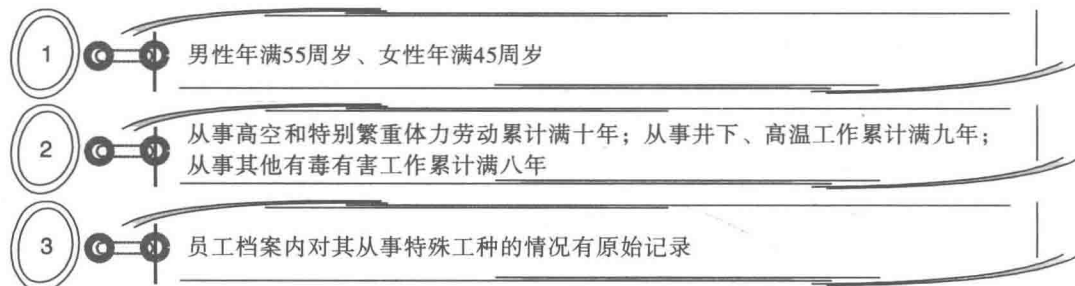 1
男性年满55周岁、女性年满45周岁
2
从事高空和特别繁重体力劳动累计满十年；从事井下、高温工作累计满九年；
从事其他有毒有害工作累计满八年
3
员工档案内对其从事特殊工种的情况有原始记录